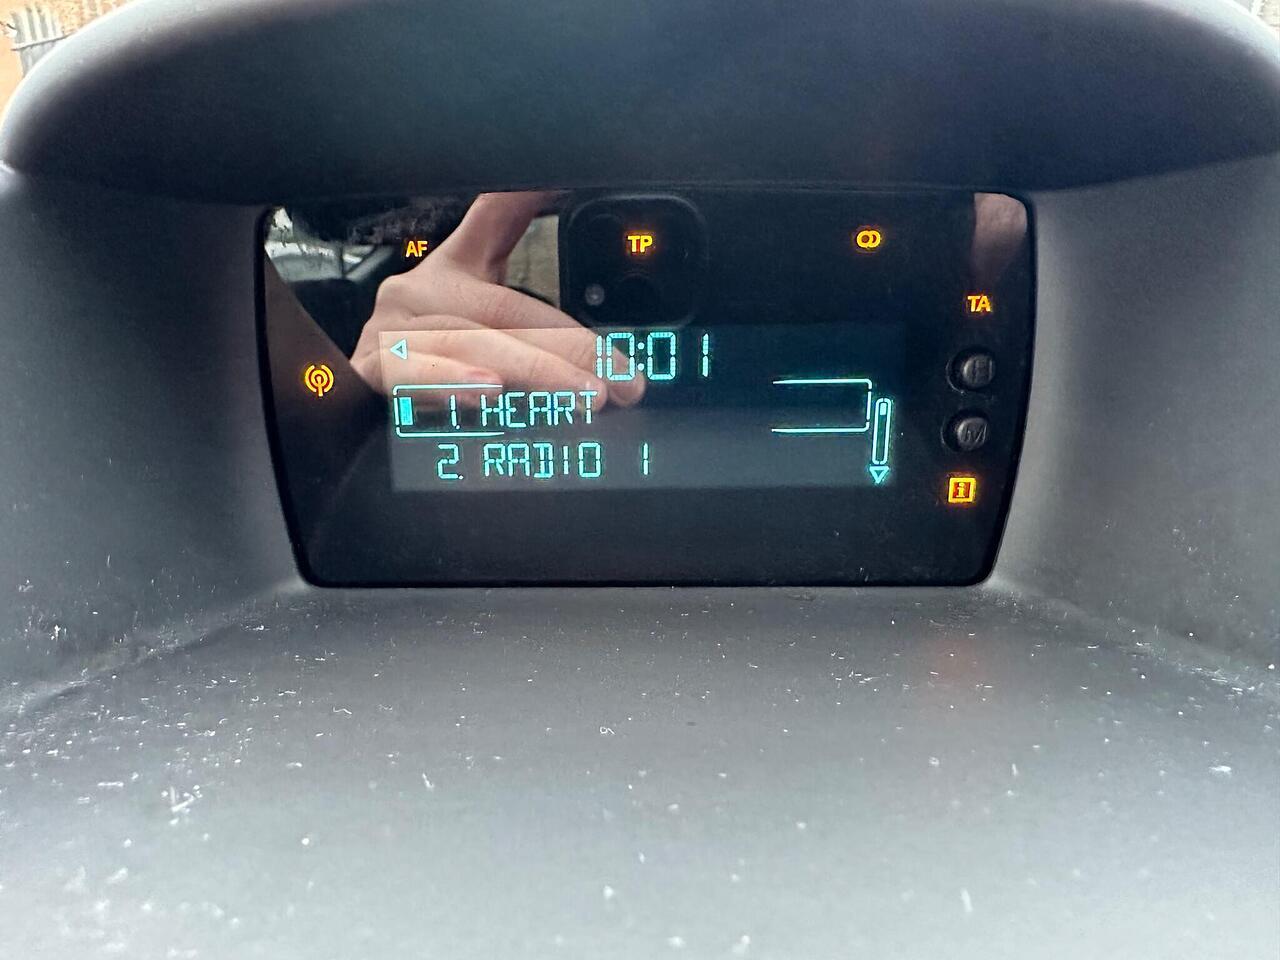 AF
TP
TA
10:01
1. HEART
2. RADIO 1
H
M
i